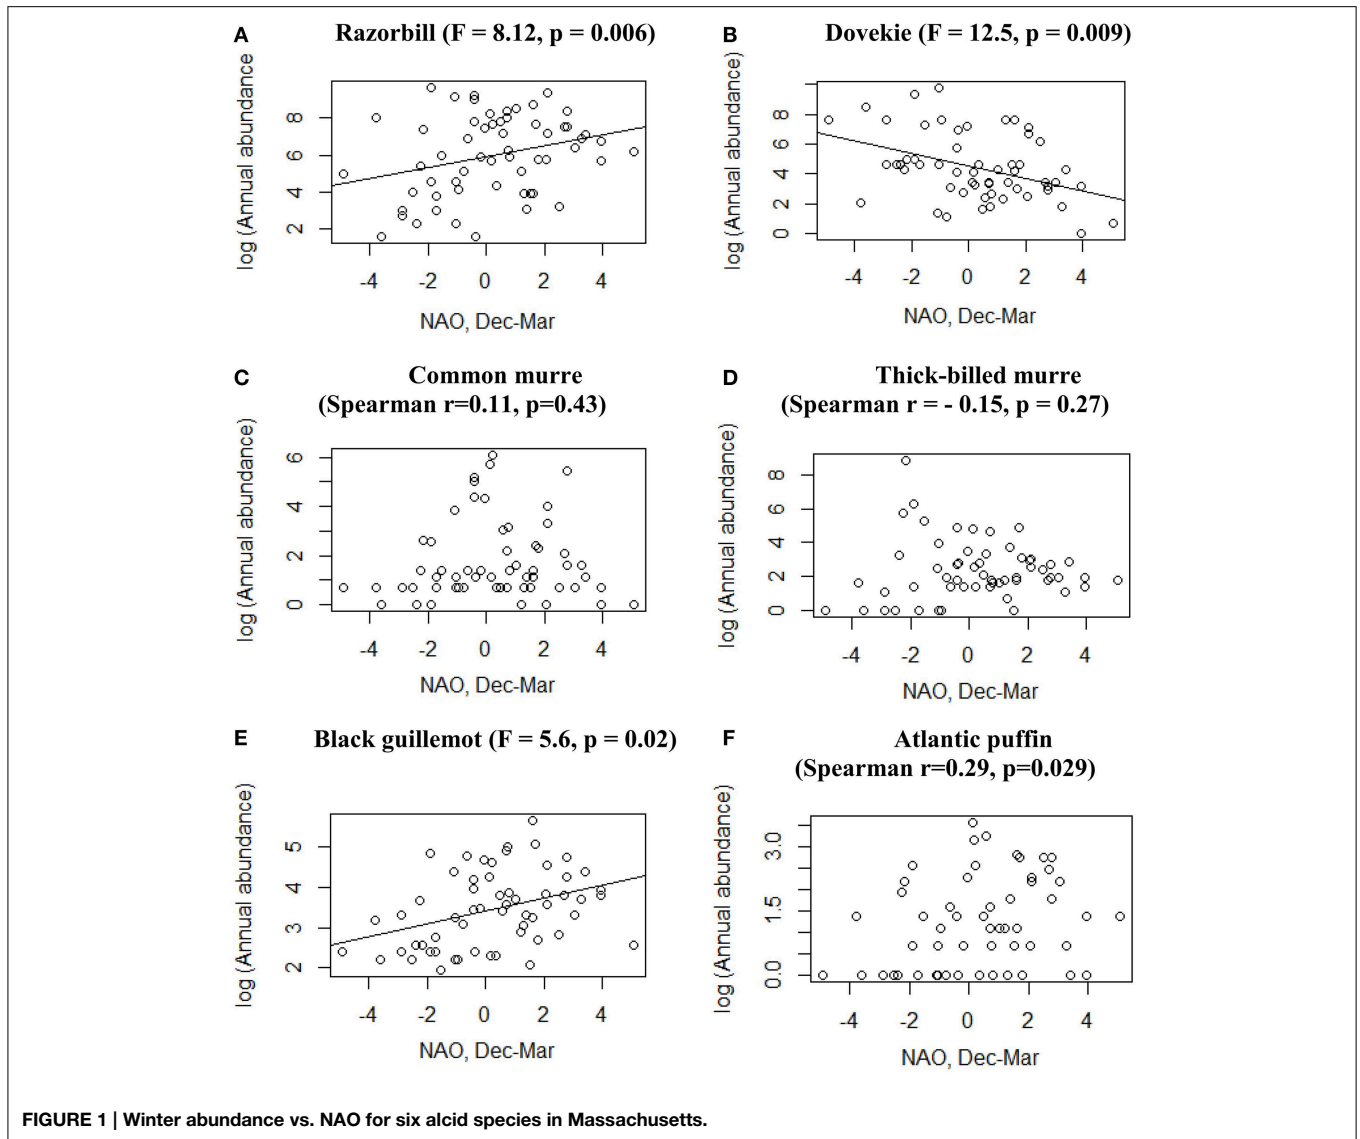 A
Razorbill (F = 8.12, p = 0.006)
log (Annual abundance
8
6
4
2
-4 -2 0 2 4
NAO, Dec-Mar
B
Dovekie (F = 12.5, p = 0.009)
log (Annual abundance)
8
6
4
2
0
-4 -2 0 2 4
NAO, Dec-Mar
C
Common murre
(Spearman r=0.11, p=0.43)
log (Annual abundance)
6
4
2
0
-4 -2 0 2 4
NAO, Dec-Mar
D
Thick-billed murre
(Spearman r = - 0.15, p = 0.27)
log (Annual abundance)
8
6
4
2
0
-4 -2 0 2 4
NAO, Dec-Mar
E
Black guillemot (F = 5.6, p = 0.02)
log (Annual abundance)
5
4
3
2
-4 -2 0 2 4
NAO, Dec-Mar
F
Atlantic puffin
(Spearman r=0.29, p=0.029)
log (Annual abundance)
3.0
1.5
0.0
-4 -2 0 2 4
NAO, Dec-Mar
FIGURE 1 | Winter abundance vs. NAO for six alcid species in Massachusetts.